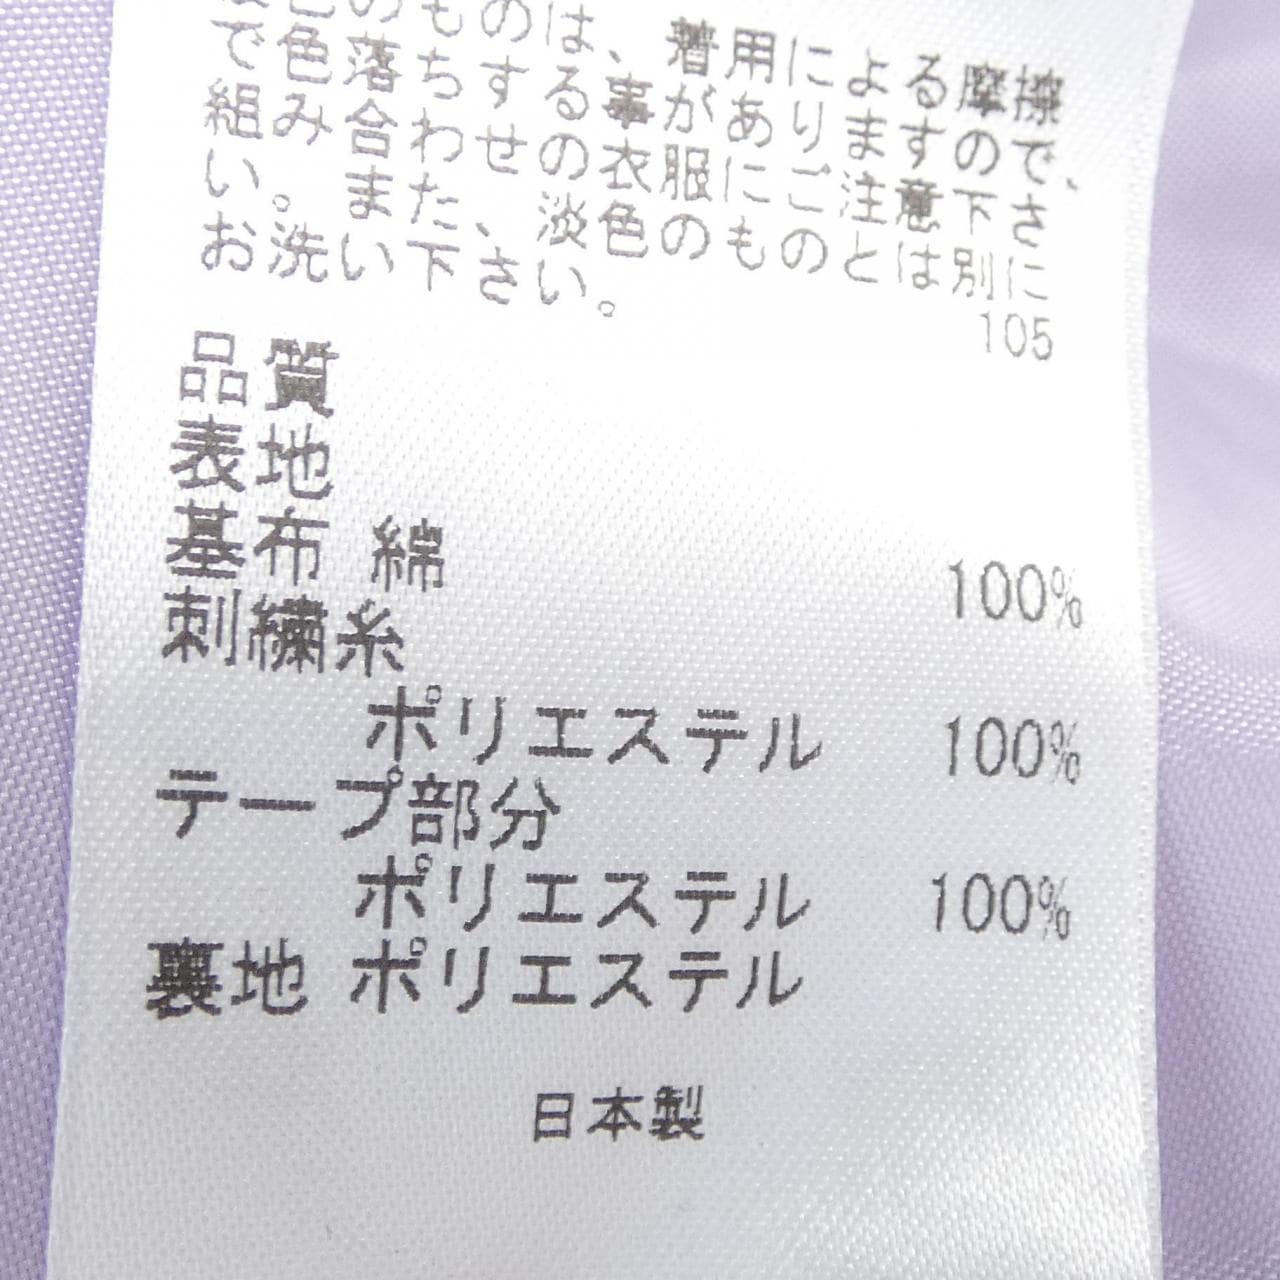 色のものは、着用による摩擦
で色落ちする事がありますので、
組み合わせの衣服にご注意下さ
い。また、淡色のものとは別に
お洗い下さい。
105
品質
表地
基布 綿 100%
刺繍糸
ポリエステル 100%
テープ部分
ポリエステル 100%
裏地 ポリエステル
日本製